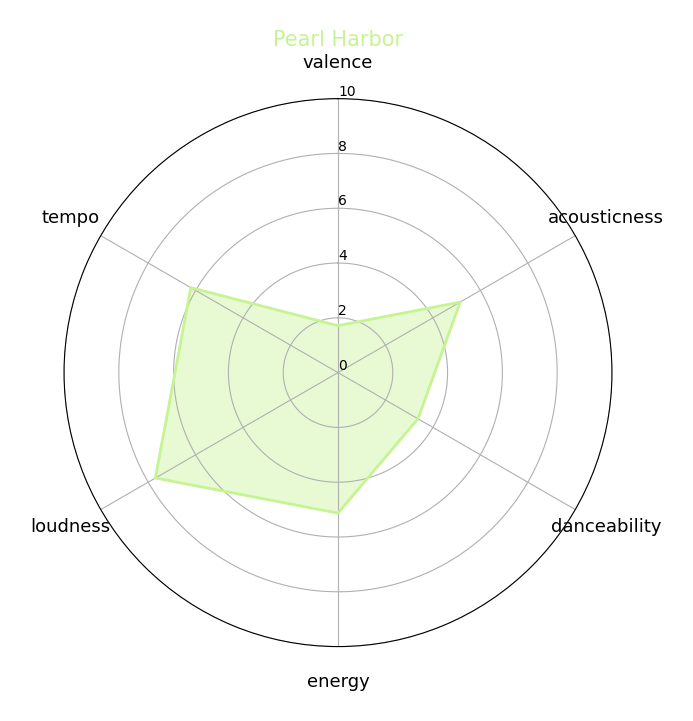 Pearl Harbor
valence
10
8
tempo
acousticness
6
4
2
0
loudness
danceability
energy